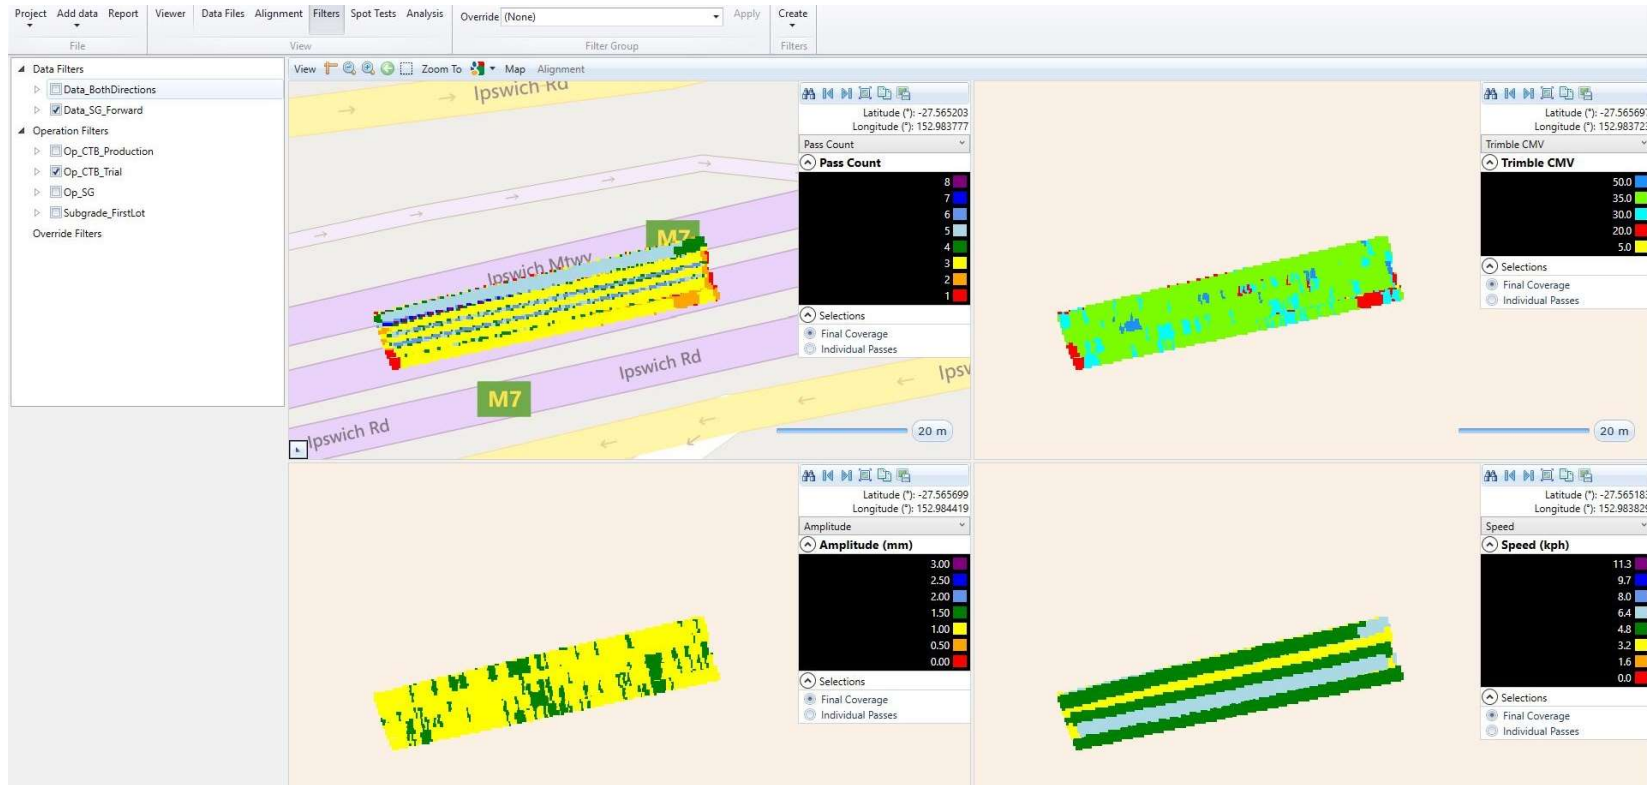 Project Add data Report Viewer Data Files Alignment Filters Spot Tests Analysis Override (None) Apply Create
File View Filter Group Filters
Data Filters
Data_BothDirections
Data_SG_Forward
Operation Filters
Op_CTB_Production
Op_CTB_Trial
Op_SG
Subgrade_FirstLot
Override Filters
View Zoom To Map Alignment
Ipswich Rd
M7
Ipswich Mtwy
Ipswich Rd
M7
Ipswich Rd
Ipsw
20 m
Latitude (°): -27.565203
Longitude (°): 152.983777
Pass Count
Pass Count
8
7
6
5
4
3
2
1
Selections
Final Coverage
Individual Passes
Latitude (°): -27.565697
Longitude (°): 152.983723
Trimble CMV
Trimble CMV
50.0
35.0
30.0
20.0
5.0
Selections
Final Coverage
Individual Passes
20 m
Latitude (°): -27.565699
Longitude (°): 152.984419
Amplitude
Amplitude (mm)
3.00
2.50
2.00
1.50
1.00
0.50
0.00
Selections
Final Coverage
Individual Passes
Latitude (°): -27.565183
Longitude (°): 152.983829
Speed
Speed (kph)
11.3
9.7
8.0
6.4
4.8
3.2
1.6
0.0
Selections
Final Coverage
Individual Passes